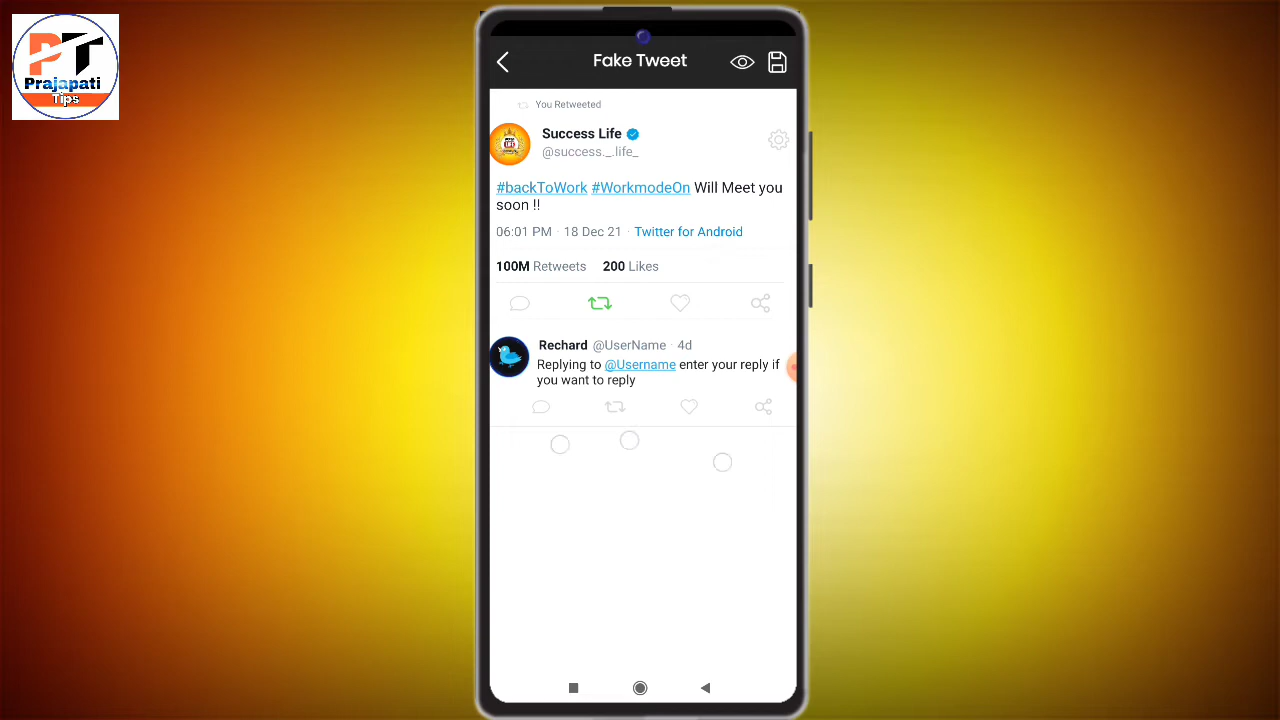 PT
Prajapati
Tips
Fake Tweet
You Retweeted
Success Life
@success._.life_
#backToWork #WorkmodeOn Will Meet you
soon !!
06:01 PM · 18 Dec 21 · Twitter for Android
100M Retweets 200 Likes
Rechard @UserName · 4d
Replying to @Username enter your reply if
you want to reply